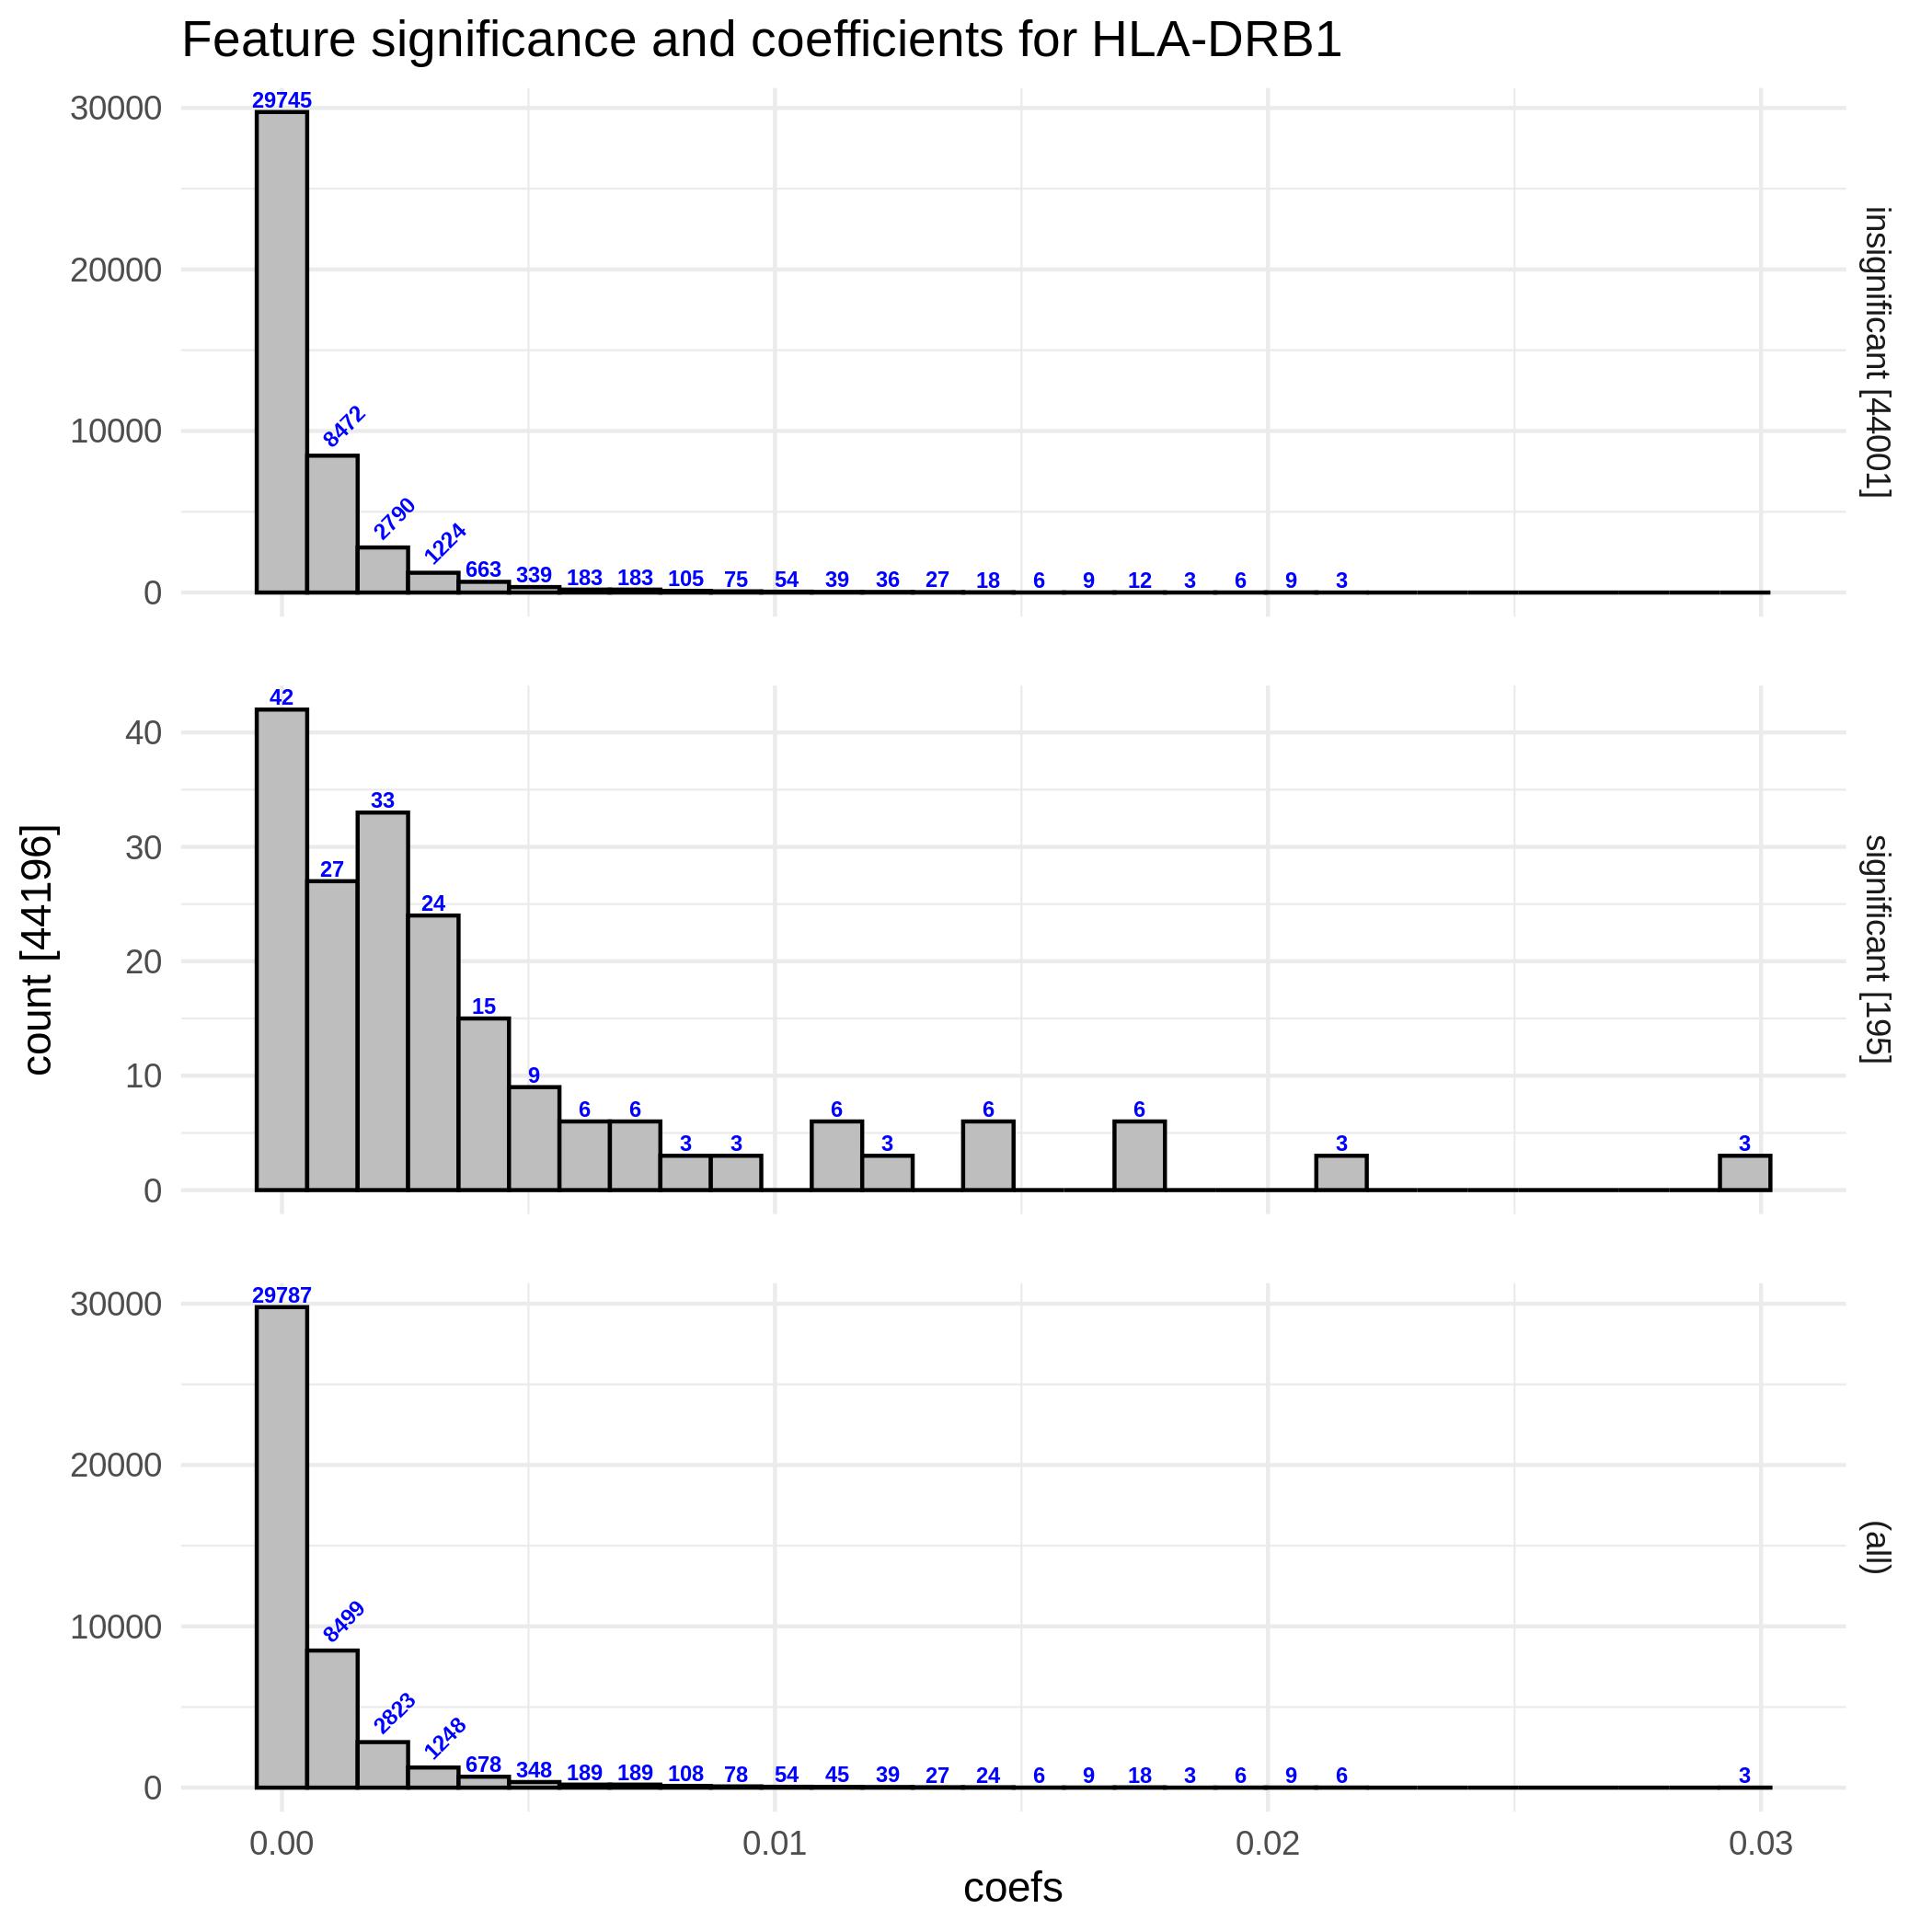 Feature significance and coefficients for HLA-DRB1
count [44196]
30000
20000
10000
0
29745
8472
2790
1224
663 339 183 183 105 75 54 39 36 27 18 6 9 12 3 6 9 3
insignificant [44001]
40
30
20
10
0
42
27
33
24
15
9
6 6 3 3 6 3 6 6 3 3
significant [195]
30000
20000
10000
0
29787
8499
2823
1248
678 348 189 189 108 78 54 45 39 27 24 6 9 18 3 6 9 6 3
(all)
0.00 0.01 0.02 0.03
coefs